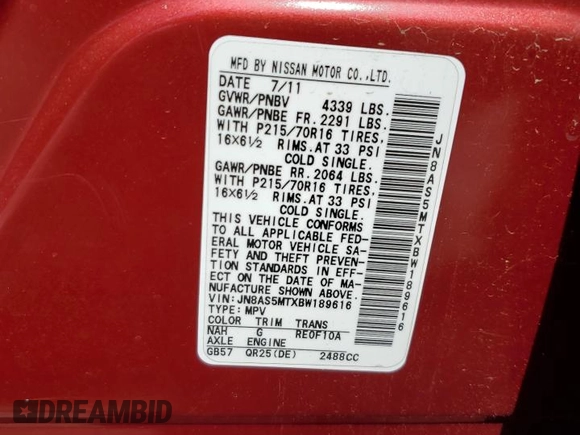 MFD BY NISSAN MOTOR CO.,LTD.
DATE 7/11
GVWR/PNBV 4339 LBS.
GAWR/PNBE FR. 2291 LBS.
WITH P215/70R16 TIRES,
16X6½ RIMS.AT 33 PSI
COLD SINGLE.
GAWR/PNBE RR. 2064 LBS.
WITH P215/70R16 TIRES,
16X6½ RIMS.AT 33 PSI
COLD SINGLE.
THIS VEHICLE CONFORMS
TO ALL APPLICABLE FED-
ERAL MOTOR VEHICLE SA-
FETY AND THEFT PREVEN-
TION STANDARDS IN EFF-
ECT ON THE DATE OF MA-
NUFACTURE SHOWN ABOVE.
VIN: JN8AS5MTXBW189616
TYPE: MPV
COLOR TRIM TRANS
NAH G RE0F10A
AXLE ENGINE
GB57 QR25(DE) 2488CC
JN8AS5MTXBW189616
DREAMBID